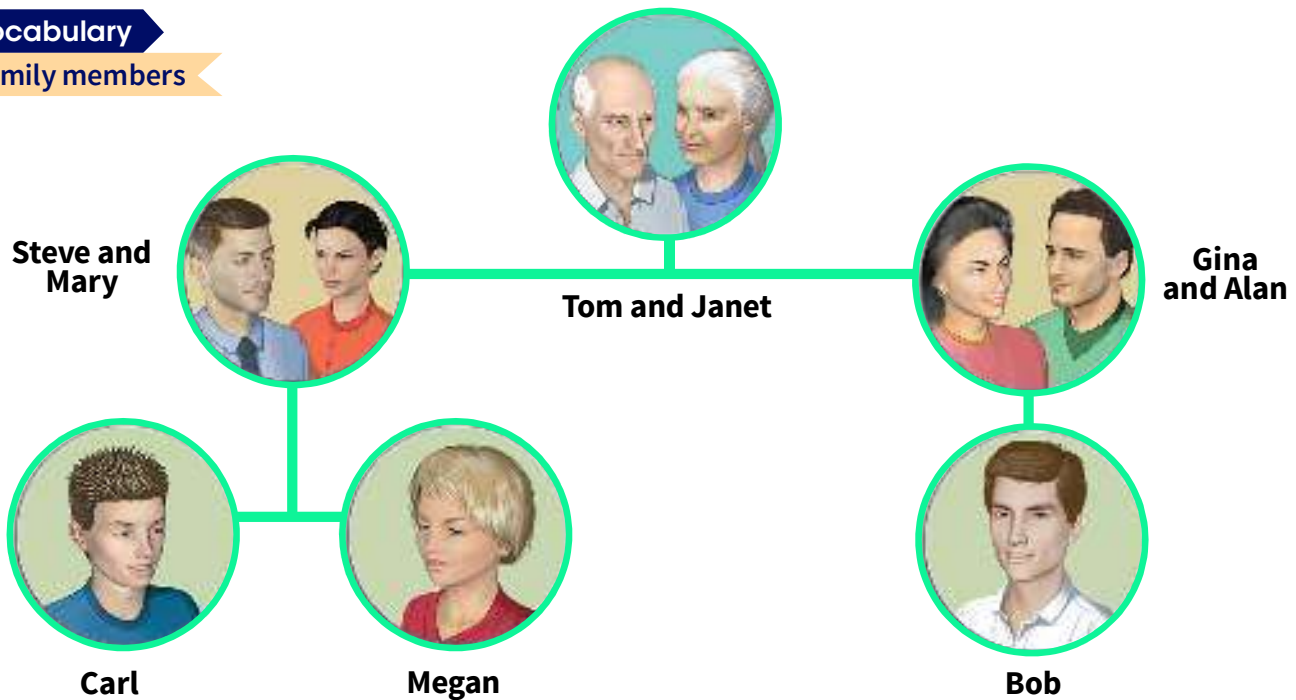 ocabulary
mily members
Steve and
Mary
Tom and Janet
Gina
and Alan
Carl
Megan
Bob